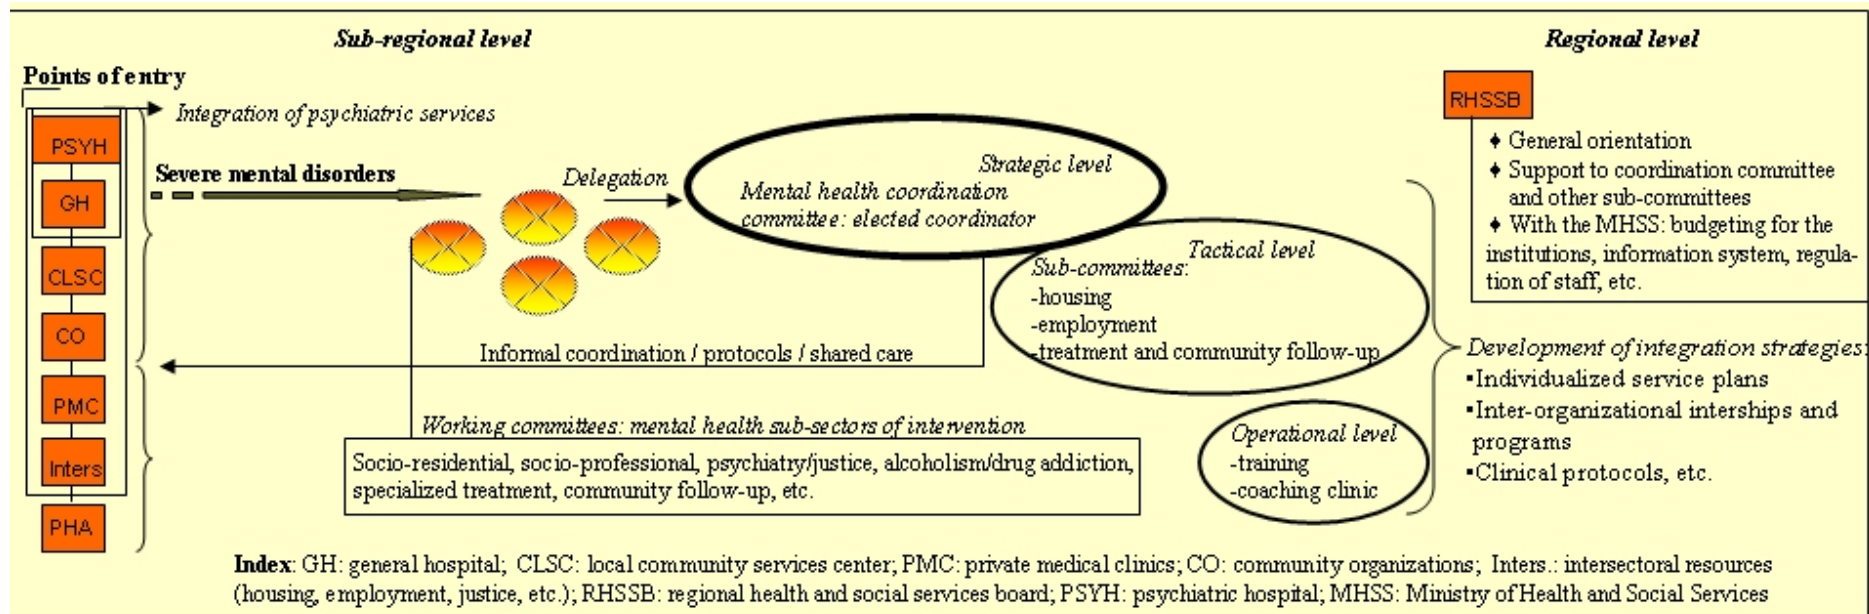 Sub-regional level
Regional level
Points of entry
Integration of psychiatric services
PSYH
GH
CLSC
CO
PMC
Inters
PHA
Severe mental disorders
Delegation
Strategic level
Mental health coordination
committee: elected coordinator
Tactical level
Sub-committees:
-housing
-employment
-treatment and community follow-up
Informal coordination / protocols / shared care
Working committees: mental health sub-sectors of intervention
Socio-residential, socio-professional, psychiatry/justice, alcoholism/drug addiction,
specialized treatment, community follow-up, etc.
Operational level
-training
-coaching clinic
RHSSB
♦ General orientation
♦ Support to coordination committee
and other sub-committees
♦ With the MHSS: budgeting for the
institutions, information system, regula-
tion of staff, etc.
Development of integration strategies:
▪Individualized service plans
▪Inter-organizational interships and
programs
▪Clinical protocols, etc.
Index: GH: general hospital; CLSC: local community services center; PMC: private medical clinics; CO: community organizations; Inters.: intersectoral resources
(housing, employment, justice, etc.); RHSSB: regional health and social services board; PSYH: psychiatric hospital; MHSS: Ministry of Health and Social Services